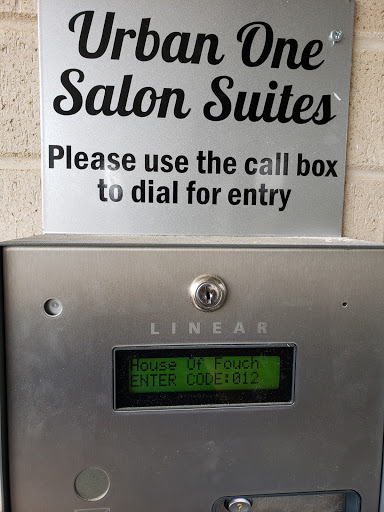 Urban One
Salon Suites
Please use the call box
to dial for entry
LINEAR
House Of Fouch
ENTER CODE:012